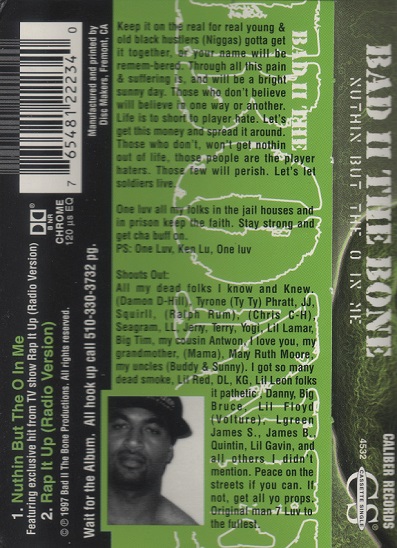 Keep it on the real for real young &
old black hustlers (Niggas) gotta get
it together, or your name will be
remem-bered. Through all this pain
& suffering is, and will be a bright
sunny day. Those who don't believe
will believe in one way or another.
Life is to short to player hate. Let's
get this money and spread it around.
Those who don't, won't get nothin
out of life, those people are the player
haters. Those few will perish. Let's let
soldiers live.
One luv all my folks in the jail houses and
in prison keep the faith. Stay strong and
get cha buff on.
PS: One Luv, Ken Lu, One luv
Shouts Out:
All my dead folks I know and Knew.
(Damon D-Hill), Tyrone (Ty Ty) Phratt, JJ,
Squirll, (Ralph Rum), (Chris C-H),
Seagram, LL, Jerry, Terry, Yogi, Lil Lamar,
Big Tim, my cousin Antwon, I love you, my
grandmother, (Mama), Mary Ruth Moore,
my uncles (Buddy & Sunny). I got so many
dead smoke, Lil Red, DL, KG, Lil Leon folks
it pathetic Danny, Big
Bruce, Lil Floyd
(Volture), Lgreen
James S., James B.
Quintin, Lil Gavin, and
all others I didn't
mention. Peace on the
streets if you can. If
not, get all yo props.
Original man 7 Luv to
the fullest.
BAD II THE
7 65481 22234 0
Manufactured and printed by
Disc Makers, Fremont, CA
DOLBY B NR
CHROME
120 µs EQ
1. Nuthin But The O In Me
Featuring exclusive hit from TV show Rap It Up (Radio Version)
2. Rap It Up (Radio Version)
© ℗ 1997 Bad I The Bone Productions. All rights reserved.
Wait for the Album. All hook up call 510-330-3732 pg.
BAD II THE BONE
NUTHIN BUT THE O IN ME
CALIBER RECORDS
CS
CASSETTE SINGLE
4532